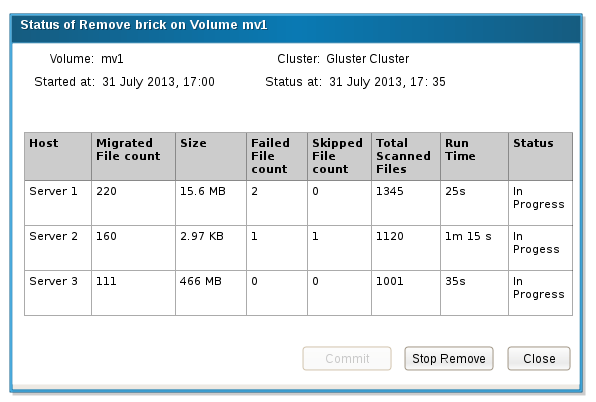 Status of Remove brick on Volume mv1
Volume: mv1 Cluster: Gluster Cluster
Started at: 31 July 2013, 17:00 Status at: 31 July 2013, 17: 35
Host Migrated Size Failed Skipped Total Run Status
File count File File Scanned Time
count count Files
Server 1 220 15.6 MB 2 0 1345 25s In
Progress
Server 2 160 2.97 KB 1 1 1120 1m 15 s In
Progess
Server 3 111 466 MB 0 0 1001 35s In
Progress
Commit Stop Remove Close